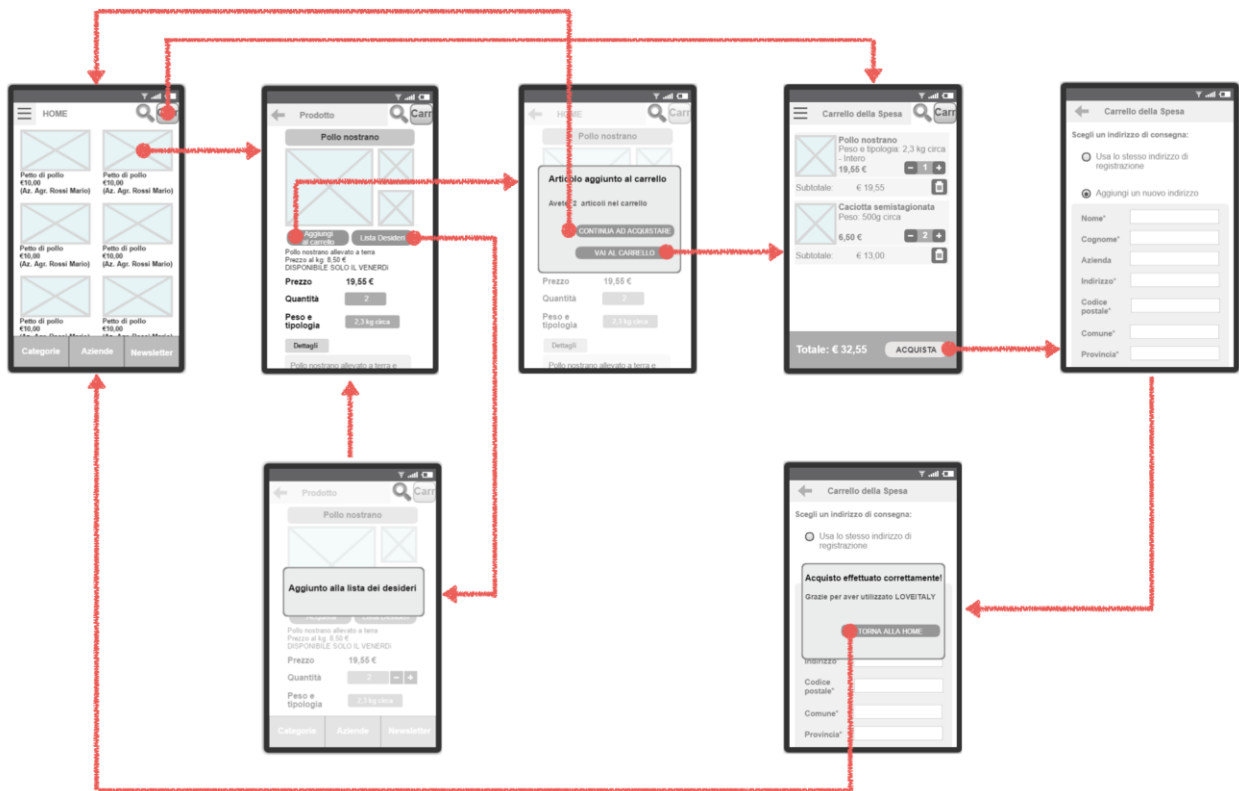 HOME
Carr
Petto di pollo
€10,00
(Az. Agr. Rossi Mario)
Petto di pollo
€10,00
(Az. Agr. Rossi Mario)
Petto di pollo
€10,00
(Az. Agr. Rossi Mario)
Petto di pollo
€10,00
(Az. Agr. Rossi Mario)
Petto di pollo
€10,00
(Az. Agr. Rossi Mario)
Petto di pollo
€10,00
(Az. Agr. Rossi Mario)
Categorie Aziende Newsletter
Prodotto
Carr
Pollo nostrano
Aggiungi al carrello
Lista Desideri
Pollo nostrano allevato a terra
Prezzo al kg: 8,50 €
DISPONIBILE SOLO IL VENERDI
Prezzo 19,55 €
Quantità 2
Peso e tipologia 2,3 kg circa
Dettagli
Pollo nostrano allevato a terra e
HOME
Carr
Pollo nostrano
Articolo aggiunto al carrello
Avete 2 articoli nel carrello
CONTINUA AD ACQUISTARE
VAI AL CARRELLO
Prezzo 19,55 €
Quantità 2
Peso e tipologia 2,3 kg circa
Dettagli
Pollo nostrano allevato a terra e
Carrello della Spesa
Carr
Pollo nostrano
Peso e tipologia: 2,3 kg circa
- Intero
19,55 € - 1 +
Subtotale: € 19,55
Caciotta semistagionata
Peso: 500g circa
6,50 € - 2 +
Subtotale: € 13,00
Totale: € 32,55 ACQUISTA
Carrello della Spesa
Scegli un indirizzo di consegna:
Usa lo stesso indirizzo di
registrazione
Aggiungi un nuovo indirizzo
Nome*
Cognome*
Azienda
Indirizzo*
Codice
postale*
Comune*
Provincia*
Prodotto
Carr
Pollo nostrano
Aggiunto alla lista dei desideri
Pollo nostrano allevato a terra
Prezzo al kg: 8,50 €
DISPONIBILE SOLO IL VENERDI
Prezzo 19,55 €
Quantità 2 - +
Peso e
tipologia 2,3 kg circa
Categorie Aziende Newsletter
Carrello della Spesa
Scegli un indirizzo di consegna:
Usa lo stesso indirizzo di
registrazione
Acquisto effettuato correttamente!
Grazie per aver utilizzato LOVEITALY
TORNA ALLA HOME
Indirizzo
Codice
postale*
Comune*
Provincia*